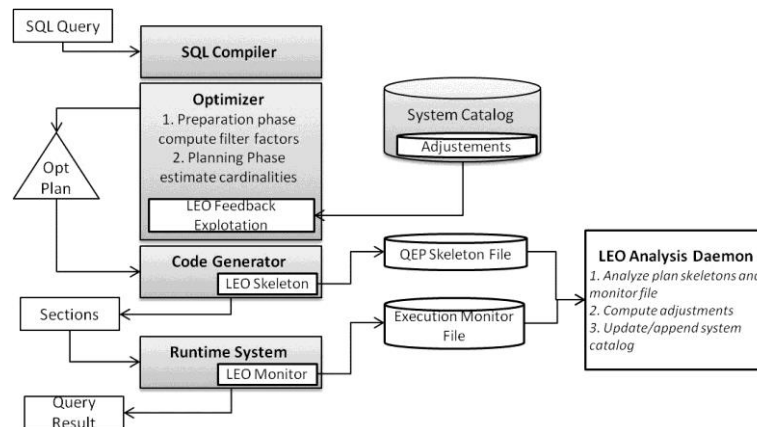 SQL Query
SQL Compiler
Optimizer
1. Preparation phase
compute filter factors
2. Planning Phase
estimate cardinalities
LEO Feedback
Explotation
System Catalog
Adjustements
Opt
Plan
Code Generator
LEO Skeleton
QEP Skeleton File
LEO Analysis Daemon
1. Analyze plan skeletons and
monitor file
2. Compute adjustments
3. Update/append system
catalog
Sections
Execution Monitor
File
Runtime System
LEO Monitor
Query
Result